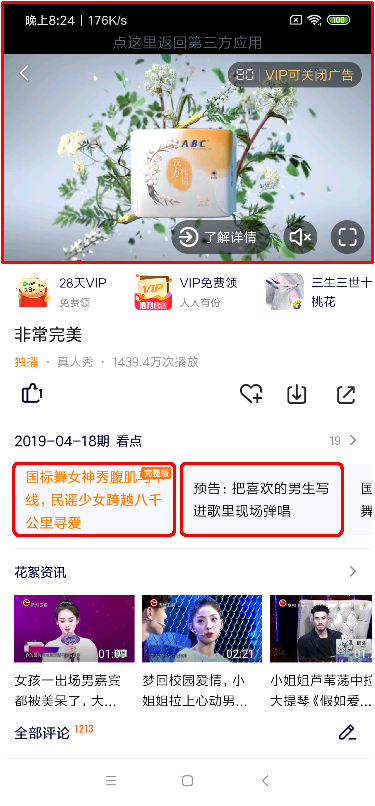 晚上8:24 | 176K/s
100
点这里返回第三方应用
80 | VIP可关闭广告
ABC
了解详情
28天VIP
免费领
VIP
VIP免费领
人人有份
三生三世十
桃花
非常完美
独播 · 真人秀 · 1439.4万次播放
1
2019-04-18期 看点
19
完整版
国标舞女神秀腹肌马甲
线，民谣少女跨越八千
公里寻爱
预告：把喜欢的男生写
进歌里现场弹唱
国
公
花絮资讯
01:09
02:21
女孩一出场男嘉宾
都被美呆了，大...
梦回校园爱情，小
姐姐拉上心动男...
小姐姐芦苇荡中拉
大提琴《假如爱...
全部评论 1213